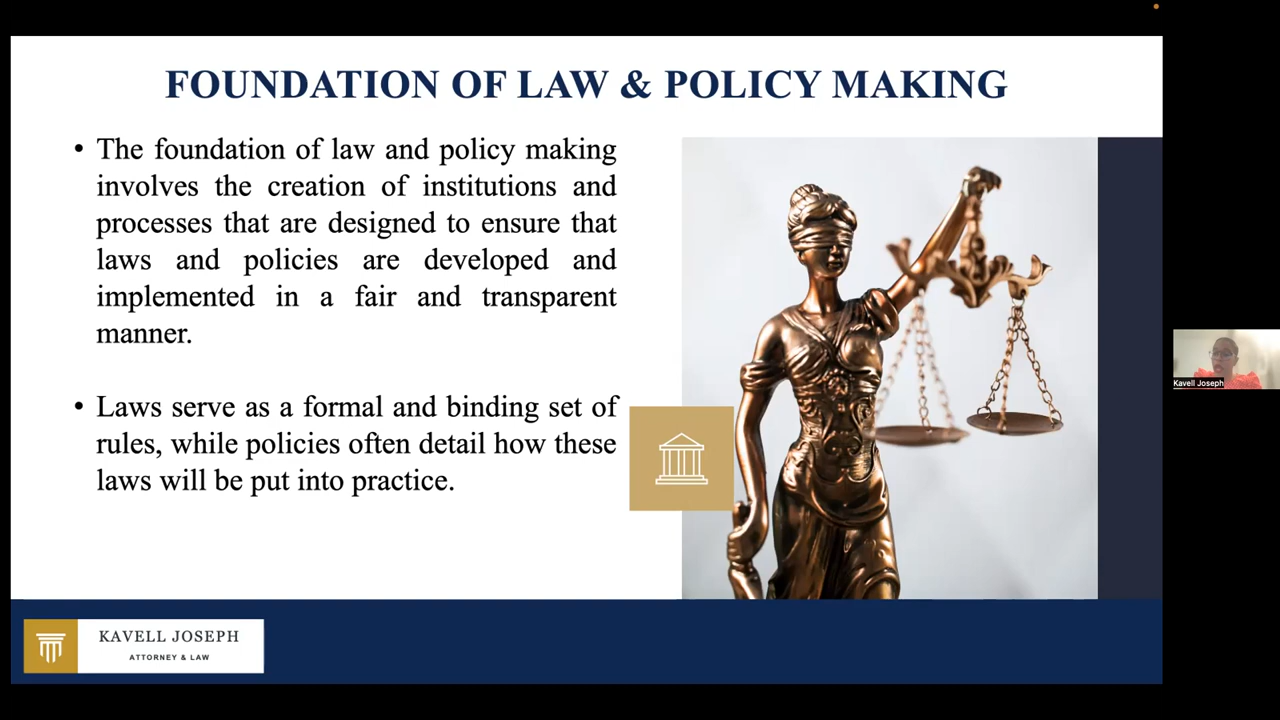 FOUNDATION OF LAW & POLICY MAKING
• The foundation of law and policy making
involves the creation of institutions and
processes that are designed to ensure that
laws and policies are developed and
implemented in a fair and transparent
manner.
• Laws serve as a formal and binding set of
rules, while policies often detail how these
laws will be put into practice.
Kavell Joseph
KAVELL JOSEPH
ATTORNEY & LAW